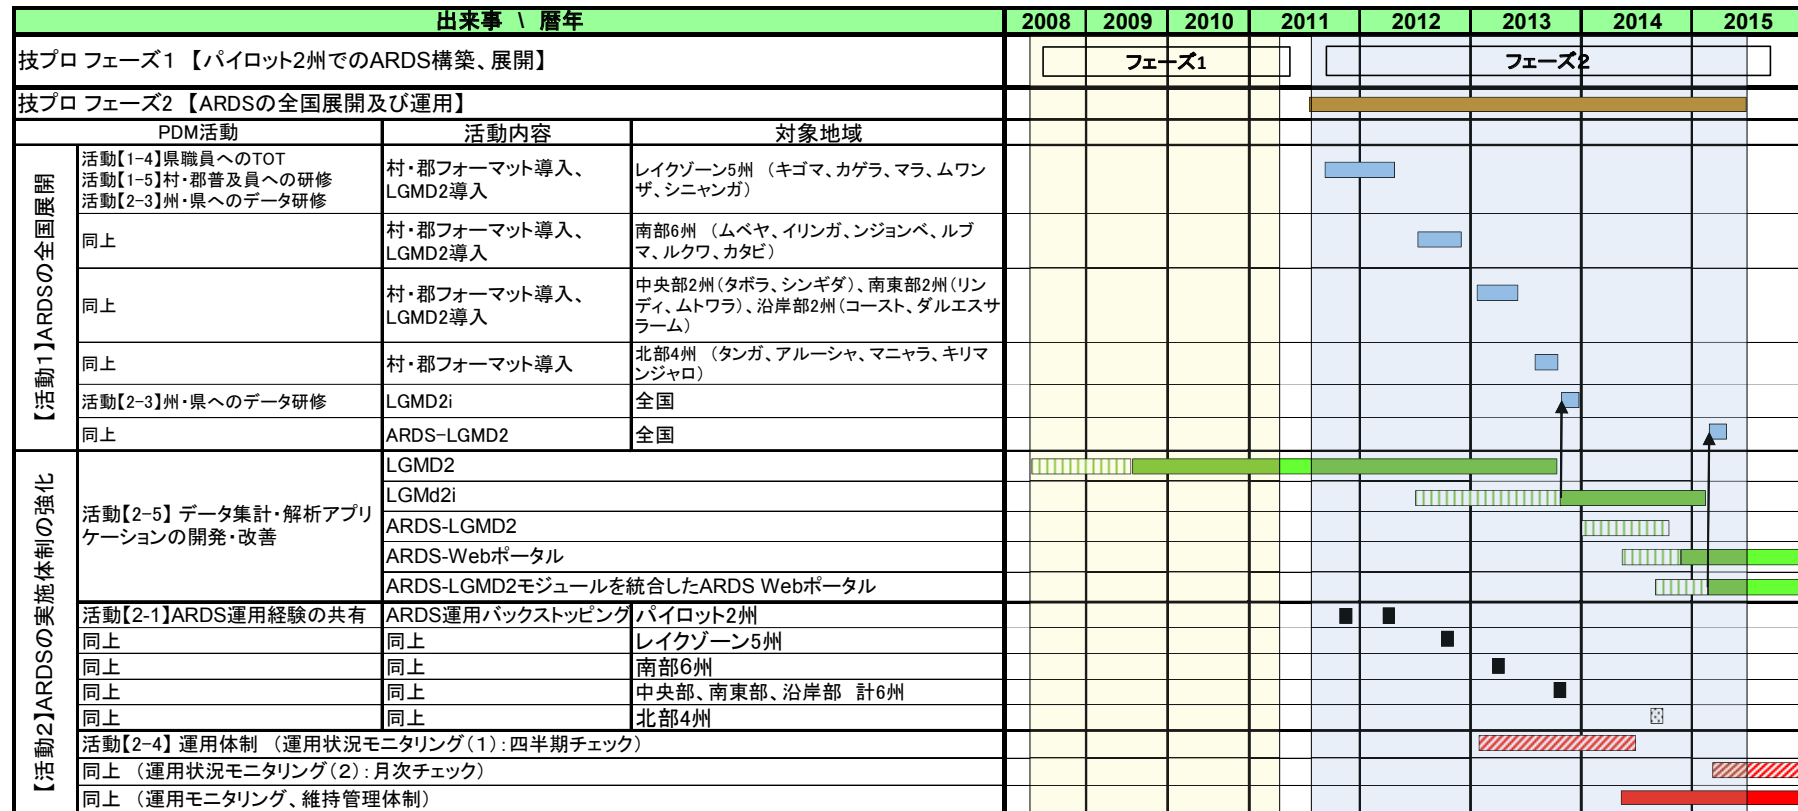 出来事 \ 暦年 2008 2009 2010 2011 2012 2013 2014 2015
技プロ フェーズ1 【パイロット2州でのARDS構築、展開】 フェーズ1 フェーズ2
技プロ フェーズ2 【ARDSの全国展開及び運用】
PDM活動 活動内容 対象地域
【活動1】ARDSの全国展開
活動【1-4】県職員へのTOT
活動【1-5】村・郡普及員への研修
活動【2-3】州・県へのデータ研修
村・郡フォーマット導入、
LGMD2導入
レイクゾーン5州 (キゴマ、カゲラ、マラ、ムワン
ザ、シニャンガ)
同上
村・郡フォーマット導入、
LGMD2導入
南部6州 (ムベヤ、イリンガ、ンジョンベ、ルブ
マ、ルクワ、カタビ)
同上
村・郡フォーマット導入、
LGMD2導入
中央部2州(タボラ、シンギダ)、南東部2州(リン
ディ、ムトワラ)、沿岸部2州(コースト、ダルエスサ
ラーム)
同上
村・郡フォーマット導入
北部4州 (タンガ、アルーシャ、マニャラ、キリマ
ンジャロ)
活動【2-3】州・県へのデータ研修 LGMD2i 全国
同上 ARDS-LGMD2 全国
【活動2】ARDSの実施体制の強化
活動【2-5】 データ集計・解析アプリ
ケーションの開発・改善
LGMD2
LGMd2i
ARDS-LGMD2
ARDS-Webポータル
ARDS-LGMD2モジュールを統合したARDS Webポータル
活動【2-1】ARDS運用経験の共有 ARDS運用バックストッピング パイロット2州
同上 同上 レイクゾーン5州
同上 同上 南部6州
同上 同上 中央部、南東部、沿岸部 計6州
同上 同上 北部4州
活動【2-4】 運用体制 (運用状況モニタリング(1):四半期チェック)
同上 (運用状況モニタリング(2):月次チェック)
同上 (運用モニタリング、維持管理体制)